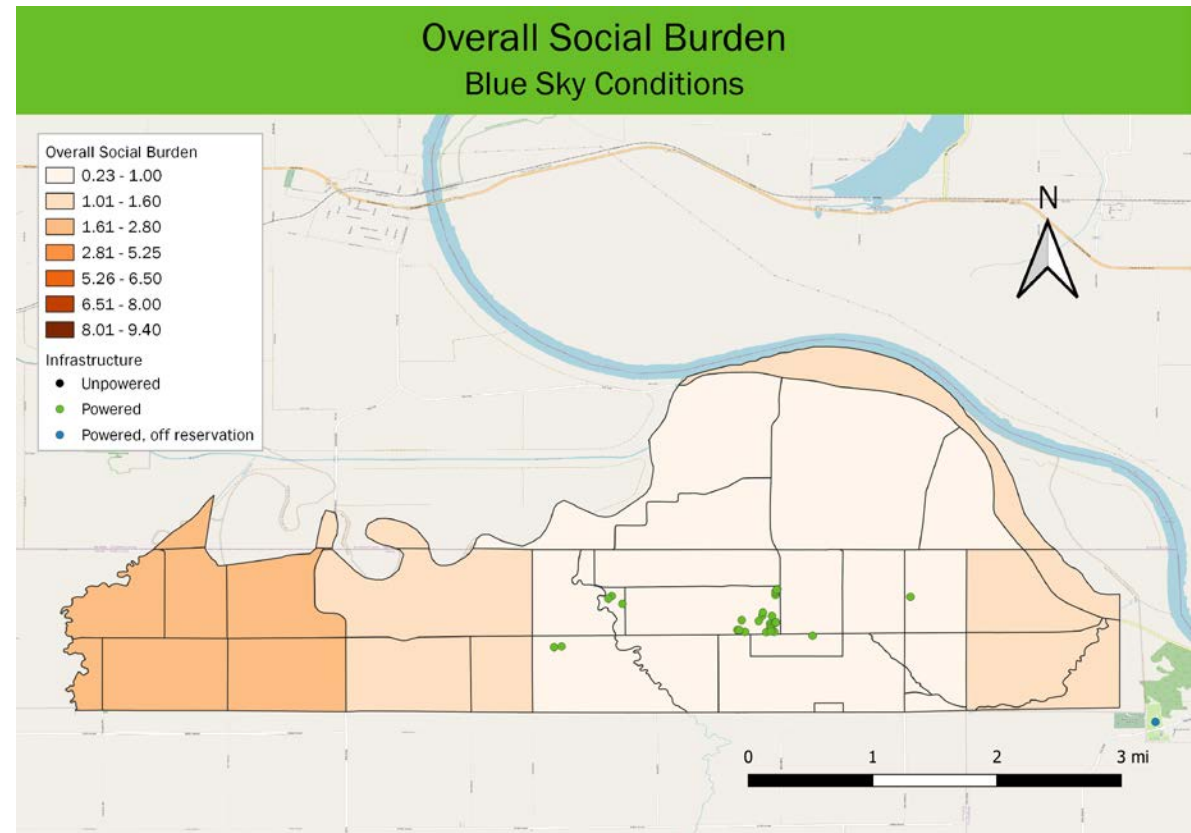 Overall Social Burden
Blue Sky Conditions
Overall Social Burden
0.23 - 1.00
1.01 - 1.60
1.61 - 2.80
2.81 - 5.25
5.26 - 6.50
6.51 - 8.00
8.01 - 9.40
Infrastructure
Unpowered
Powered
Powered, off reservation
N
0 1 2 3 mi